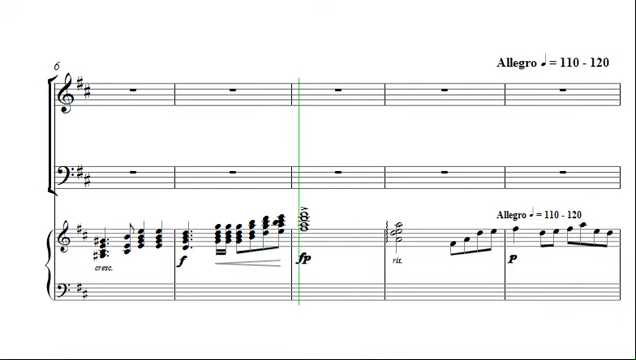 6
Allegro ♩ = 110 - 120
Allegro ♩ = 110 - 120
cresc.
f
fp
rit.
p